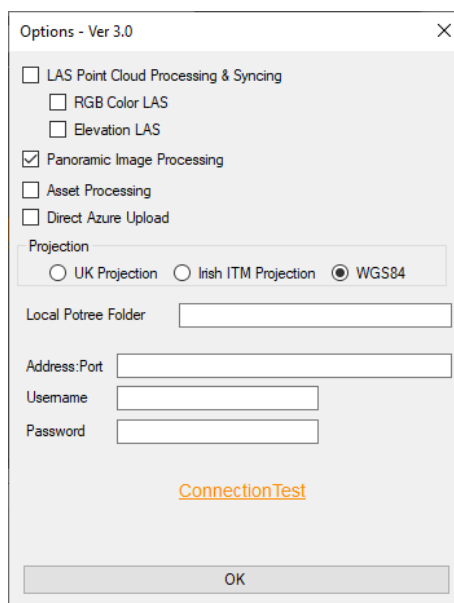 Options - Ver 3.0
LAS Point Cloud Processing & Syncing
RGB Color LAS
Elevation LAS
Panoramic Image Processing
Asset Processing
Direct Azure Upload
Projection
UK Projection Irish ITM Projection WGS84
Local Potree Folder
Address:Port
Username
Password
ConnectionTest
OK